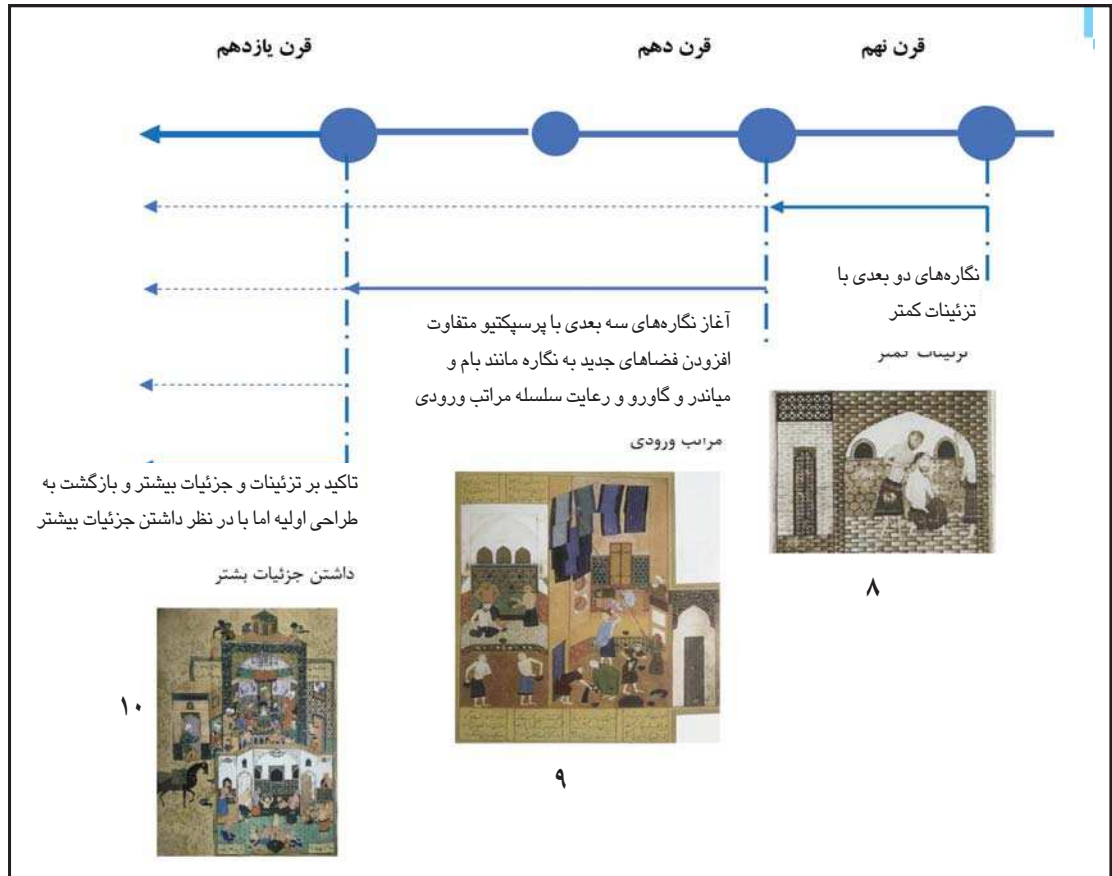 قرن نهم
قرن دهم
قرن یازدهم
نگاره‌های دو بعدی با
تزئینات کمتر
تزئینات کمتر
آغاز نگاره‌های سه بعدی با پرسپکتیو متفاوت
افزودن فضاهای جدید به نگاره مانند بام و
میاندر و گاورو و رعایت سلسله مراتب ورودی
مراتب ورودی
تاکید بر تزئینات و جزئیات بیشتر و بازگشت به
طراحی اولیه اما با در نظر داشتن جزئیات بیشتر
داشتن جزئیات بشتر
۸
۹
۱۰